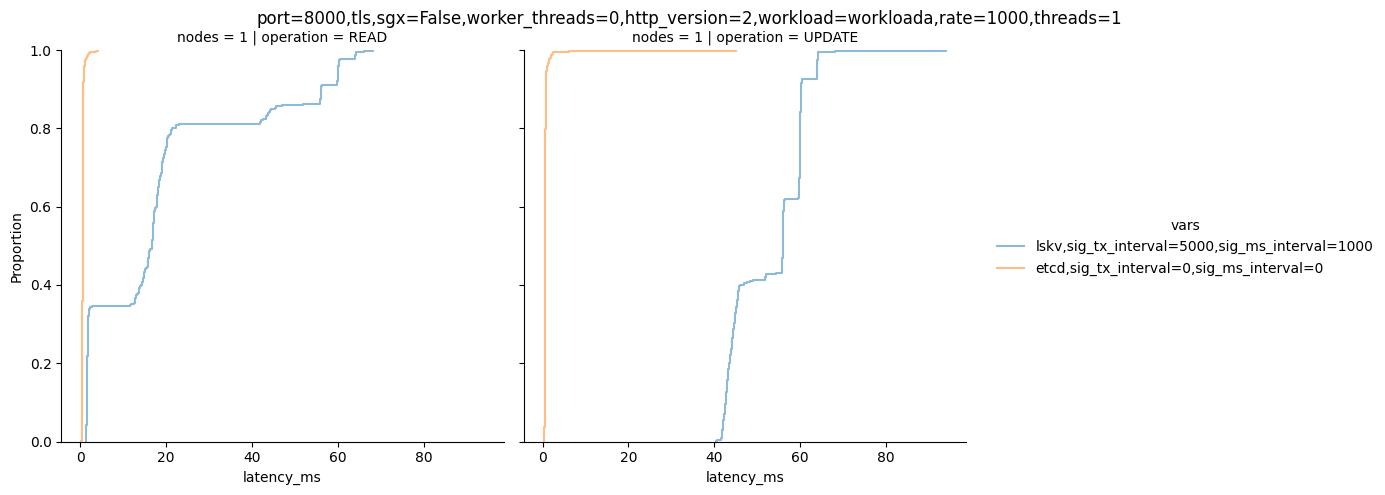 port=8000,tls,sgx=False,worker_threads=0,http_version=2,workload=workloada,rate=1000,threads=1
nodes = 1 | operation = READ
nodes = 1 | operation = UPDATE
1.0
0.8
0.6
0.4
0.2
0.0
Proportion
0 20 40 60 80
latency_ms
0 20 40 60 80
latency_ms
vars
lskv,sig_tx_interval=5000,sig_ms_interval=1000
etcd,sig_tx_interval=0,sig_ms_interval=0